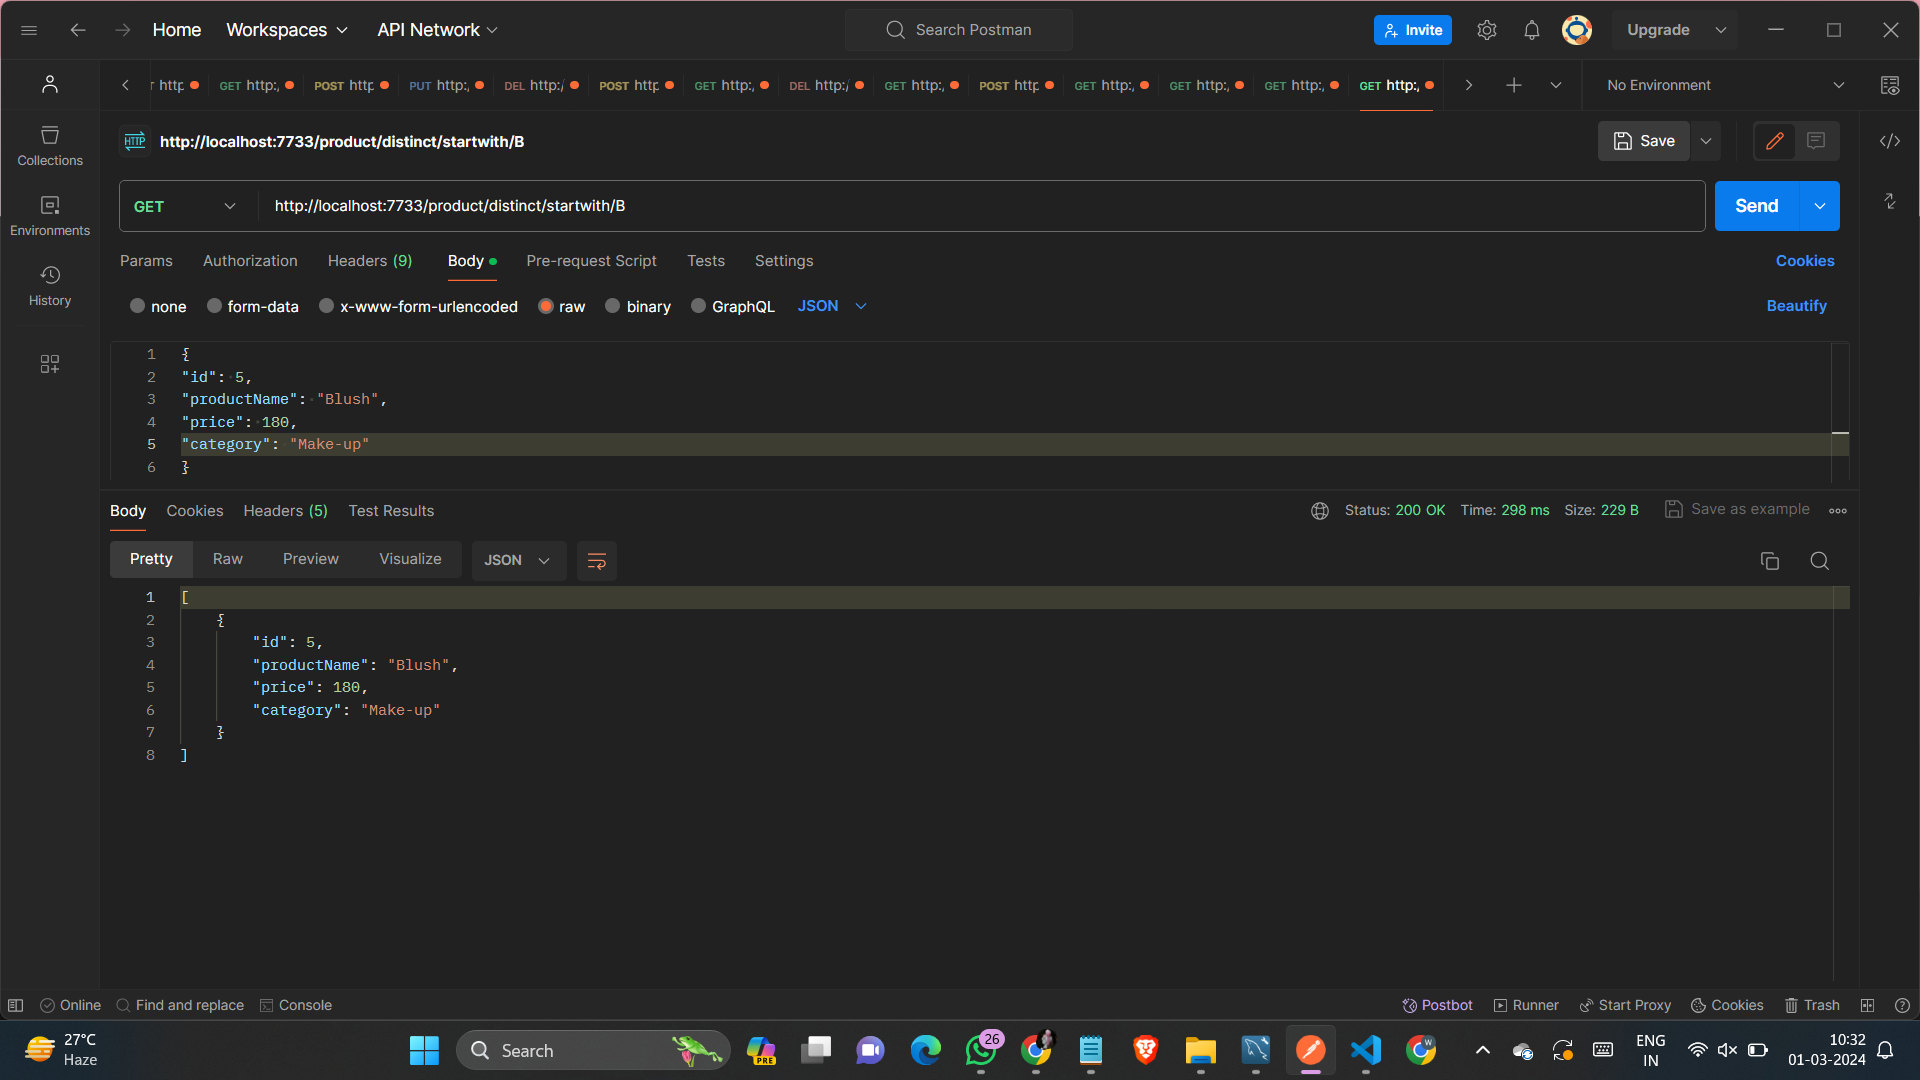 Home Workspaces API Network Search Postman Invite Upgrade
http GET http:, POST http PUT http:, DEL http:/ POST http GET http:, DEL http:/ GET http:, POST http GET http:, GET http:, GET http:, GET http:, No Environment
HTTP http://localhost:7733/product/distinct/startwith/B Save
Collections
GET http://localhost:7733/product/distinct/startwith/B Send
Environments
Params Authorization Headers (9) Body Pre-request Script Tests Settings Cookies
History
none form-data x-www-form-urlencoded raw binary GraphQL JSON Beautify
1 {
2 "id": 5,
3 "productName": "Blush",
4 "price": 180,
5 "category": "Make-up"
6 }
Body Cookies Headers (5) Test Results Status: 200 OK Time: 298 ms Size: 229 B Save as example
Pretty Raw Preview Visualize JSON
1 [
2 {
3 "id": 5,
4 "productName": "Blush",
5 "price": 180,
6 "category": "Make-up"
7 }
8 ]
Online Find and replace Console Postbot Runner Start Proxy Cookies Trash
27°C
Haze
Search
PRE
26
W
ENG
IN
10:32
01-03-2024